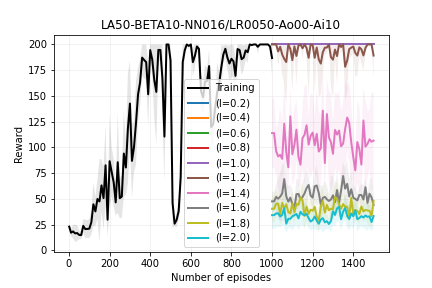 LA50-BETA10-NN016/LR0050-Ao00-Ai10
Reward
200
175
150
125
100
75
50
25
0
Training
(l=0.2)
(l=0.4)
(l=0.6)
(l=0.8)
(l=1.0)
(l=1.2)
(l=1.4)
(l=1.6)
(l=1.8)
(l=2.0)
0 200 400 600 800 1000 1200 1400
Number of episodes